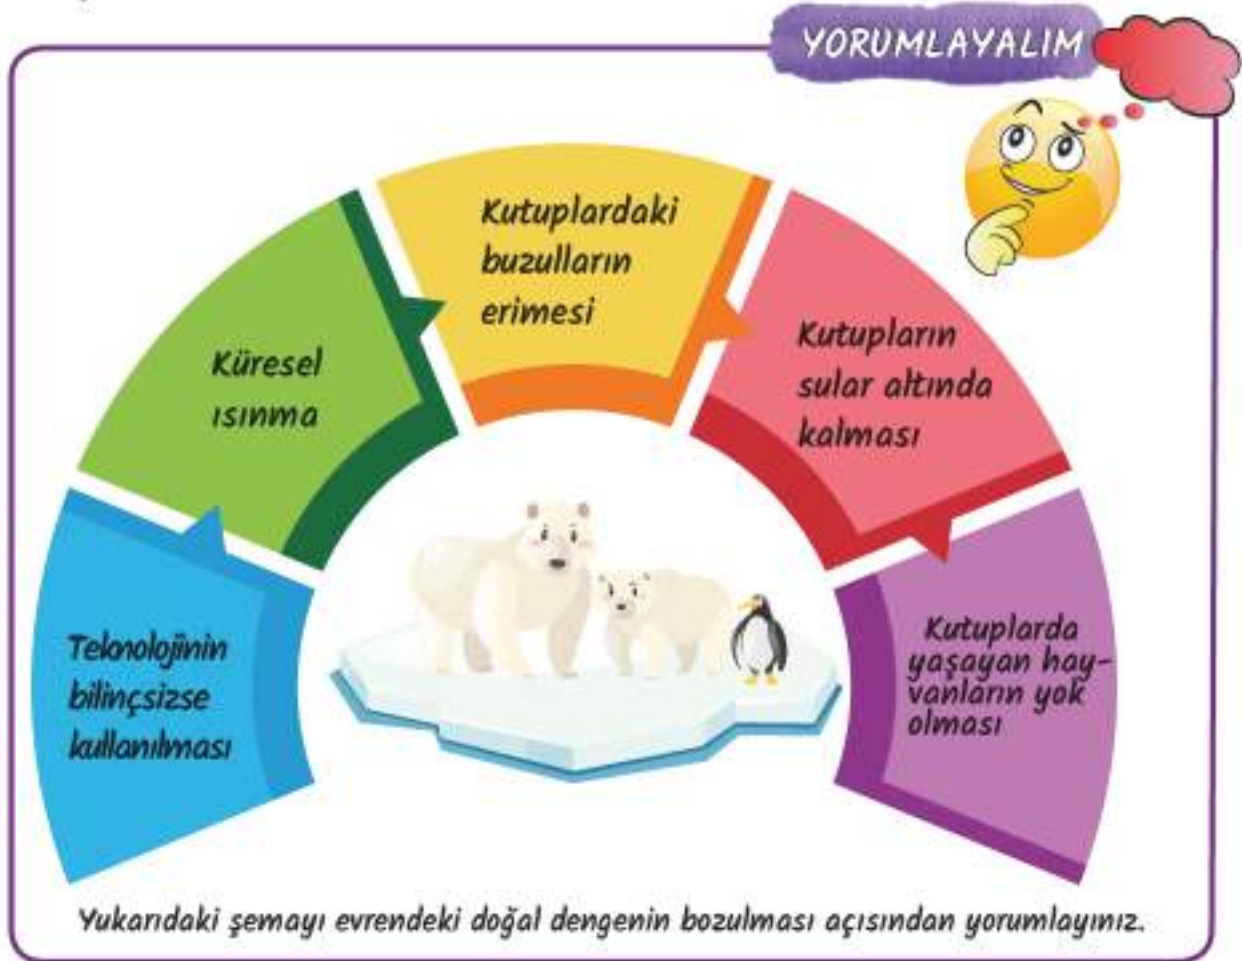 YORUMLAYALIM
Teknolojinin
bilinçsizse
kullanılması
Küresel
ısınma
Kutuplardaki
buzulların
erimesi
Kutupların
sular altında
kalması
Kutuplarda
yaşayan hay-
vanların yok
olması
Yukarıdaki şemayı evrendeki doğal dengenin bozulması açısından yorumlayınız.